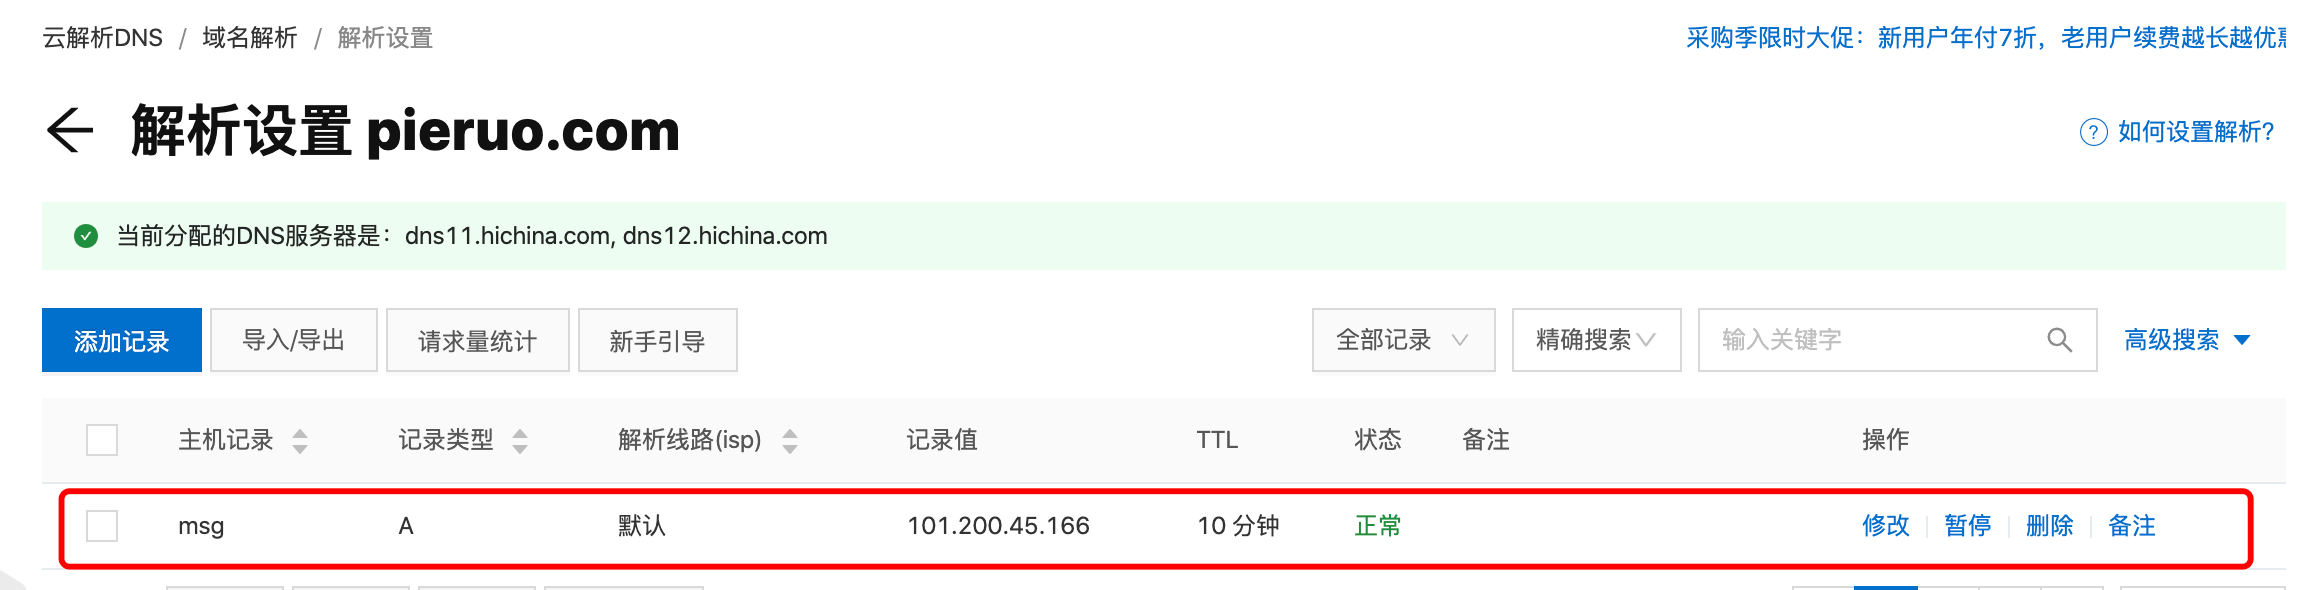 云解析DNS / 域名解析 / 解析设置
采购季限时大促：新用户年付7折，老用户续费越长越优惠
解析设置 pieruo.com
如何设置解析?
当前分配的DNS服务器是：dns11.hichina.com, dns12.hichina.com
添加记录 导入/导出 请求量统计 新手引导 全部记录 精确搜索 输入关键字 高级搜索
主机记录 记录类型 解析线路(isp) 记录值 TTL 状态 备注 操作
msg A 默认 101.200.45.166 10 分钟 正常 修改 暂停 删除 备注